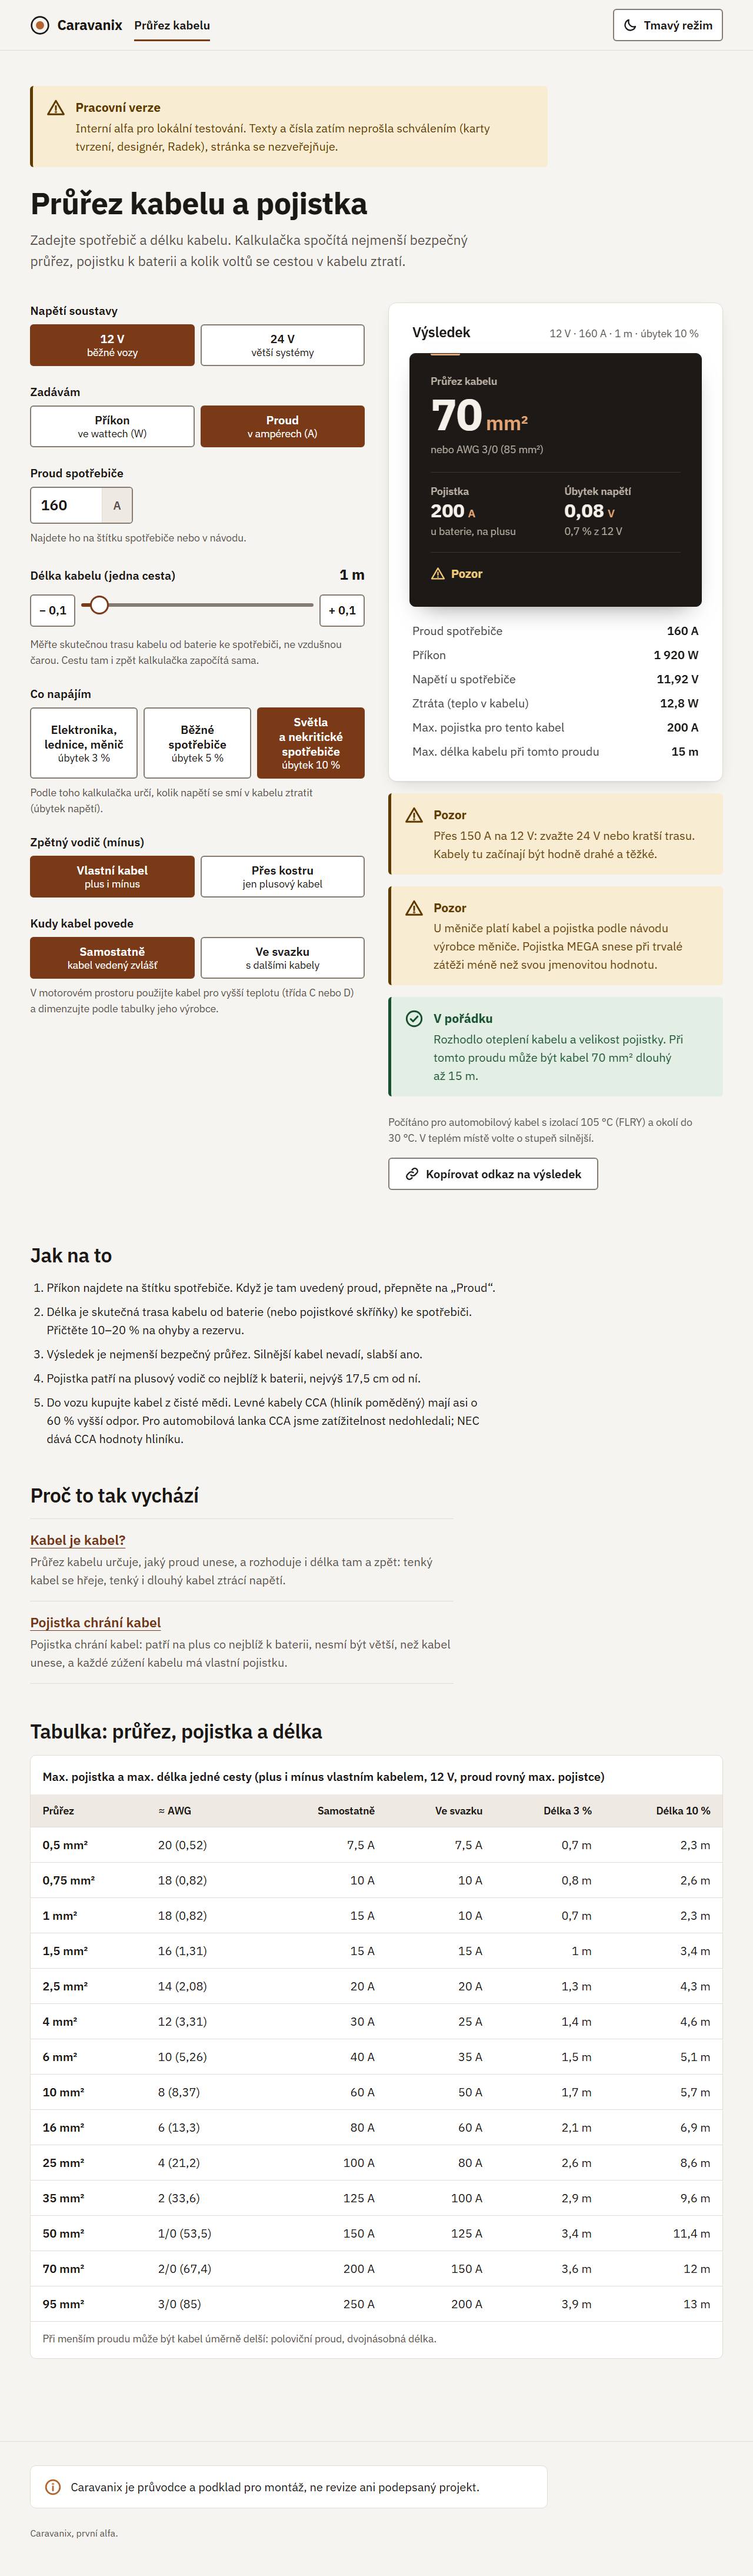 Caravanix
Průřez kabelu
Tmavý režim
Pracovní verze
Interní alfa pro lokální testování. Texty a čísla zatím neprošla schválením (karty
tvrzení, designér, Radek), stránka se nezveřejňuje.
Průřez kabelu a pojistka
Zadejte spotřebič a délku kabelu. Kalkulačka spočítá nejmenší bezpečný
průřez, pojistku k baterii a kolik voltů se cestou v kabelu ztratí.
Napětí soustavy
12 V
běžné vozy
24 V
větší systémy
Zadávám
Příkon
ve wattech (W)
Proud
v ampérech (A)
Proud spotřebiče
160 A
Najdete ho na štítku spotřebiče nebo v návodu.
Délka kabelu (jedna cesta) 1 m
− 0,1
+ 0,1
Měřte skutečnou trasu kabelu od baterie ke spotřebiči, ne vzdušnou
čarou. Cestu tam i zpět kalkulačka započítá sama.
Co napájím
Elektronika,
lednice, měnič
úbytek 3 %
Běžné
spotřebiče
úbytek 5 %
Světla
a nekritické
spotřebiče
úbytek 10 %
Podle toho kalkulačka určí, kolik napětí se smí v kabelu ztratit
(úbytek napětí).
Zpětný vodič (mínus)
Vlastní kabel
plus i mínus
Přes kostru
jen plusový kabel
Kudy kabel povede
Samostatně
kabel vedený zvlášť
Ve svazku
s dalšími kabely
V motorovém prostoru použijte kabel pro vyšší teplotu (třída C nebo D)
a dimenzujte podle tabulky jeho výrobce.
Výsledek 12 V · 160 A · 1 m · úbytek 10 %
Průřez kabelu
70 mm²
nebo AWG 3/0 (85 mm²)
Pojistka
200 A
u baterie, na plusu
Úbytek napětí
0,08 V
0,7 % z 12 V
Pozor
Proud spotřebiče 160 A
Příkon 1 920 W
Napětí u spotřebiče 11,92 V
Ztráta (teplo v kabelu) 12,8 W
Max. pojistka pro tento kabel 200 A
Max. délka kabelu při tomto proudu 15 m
Pozor
Přes 150 A na 12 V: zvažte 24 V nebo kratší trasu.
Kabely tu začínají být hodně drahé a těžké.
Pozor
U měniče platí kabel a pojistka podle návodu
výrobce měniče. Pojistka MEGA snese při trvalé
zátěži méně než svou jmenovitou hodnotu.
V pořádku
Rozhodlo oteplení kabelu a velikost pojistky. Při
tomto proudu může být kabel 70 mm² dlouhý
až 15 m.
Počítáno pro automobilový kabel s izolací 105 °C (FLRY) a okolí do
30 °C. V teplém místě volte o stupeň silnější.
Kopírovat odkaz na výsledek
Jak na to
1. Příkon najdete na štítku spotřebiče. Když je tam uvedený proud, přepněte na „Proud“.
2. Délka je skutečná trasa kabelu od baterie (nebo pojistkové skříňky) ke spotřebiči.
Přičtěte 10–20 % na ohyby a rezervu.
3. Výsledek je nejmenší bezpečný průřez. Silnější kabel nevadí, slabší ano.
4. Pojistka patří na plusový vodič co nejblíž k baterii, nejvýš 17,5 cm od ní.
5. Do vozu kupujte kabel z čisté mědi. Levné kabely CCA (hliník poměděný) mají asi o
60 % vyšší odpor. Pro automobilová lanka CCA jsme zatížitelnost nedohledali; NEC
dává CCA hodnoty hliníku.
Proč to tak vychází
Kabel je kabel?
Průřez kabelu určuje, jaký proud unese, a rozhoduje i délka tam a zpět: tenký
kabel se hřeje, tenký i dlouhý kabel ztrácí napětí.
Pojistka chrání kabel
Pojistka chrání kabel: patří na plus co nejblíž k baterii, nesmí být větší, než kabel
unese, a každé zúžení kabelu má vlastní pojistku.
Tabulka: průřez, pojistka a délka
Max. pojistka a max. délka jedné cesty (plus i mínus vlastním kabelem, 12 V, proud rovný max. pojistce)
Průřez ≈ AWG Samostatně Ve svazku Délka 3 % Délka 10 %
0,5 mm² 20 (0,52) 7,5 A 7,5 A 0,7 m 2,3 m
0,75 mm² 18 (0,82) 10 A 10 A 0,8 m 2,6 m
1 mm² 18 (0,82) 15 A 10 A 0,7 m 2,3 m
1,5 mm² 16 (1,31) 15 A 15 A 1 m 3,4 m
2,5 mm² 14 (2,08) 20 A 20 A 1,3 m 4,3 m
4 mm² 12 (3,31) 30 A 25 A 1,4 m 4,6 m
6 mm² 10 (5,26) 40 A 35 A 1,5 m 5,1 m
10 mm² 8 (8,37) 60 A 50 A 1,7 m 5,7 m
16 mm² 6 (13,3) 80 A 60 A 2,1 m 6,9 m
25 mm² 4 (21,2) 100 A 80 A 2,6 m 8,6 m
35 mm² 2 (33,6) 125 A 100 A 2,9 m 9,6 m
50 mm² 1/0 (53,5) 150 A 125 A 3,4 m 11,4 m
70 mm² 2/0 (67,4) 200 A 150 A 3,6 m 12 m
95 mm² 3/0 (85) 250 A 200 A 3,9 m 13 m
Při menším proudu může být kabel úměrně delší: poloviční proud, dvojnásobná délka.
Caravanix je průvodce a podklad pro montáž, ne revize ani podepsaný projekt.
Caravanix, první alfa.